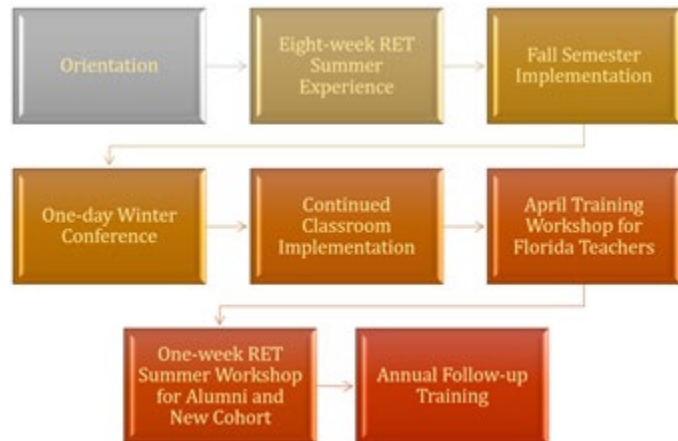 Orientation
Eight-week RET
Summer
Experience
Fall Semester
Implementation
One-day Winter
Conference
Continued
Classroom
Implementation
April Training
Workshop for
Florida Teachers
One-week RET
Summer Workshop
for Alumni and
New Cohort
Annual Follow-up
Training